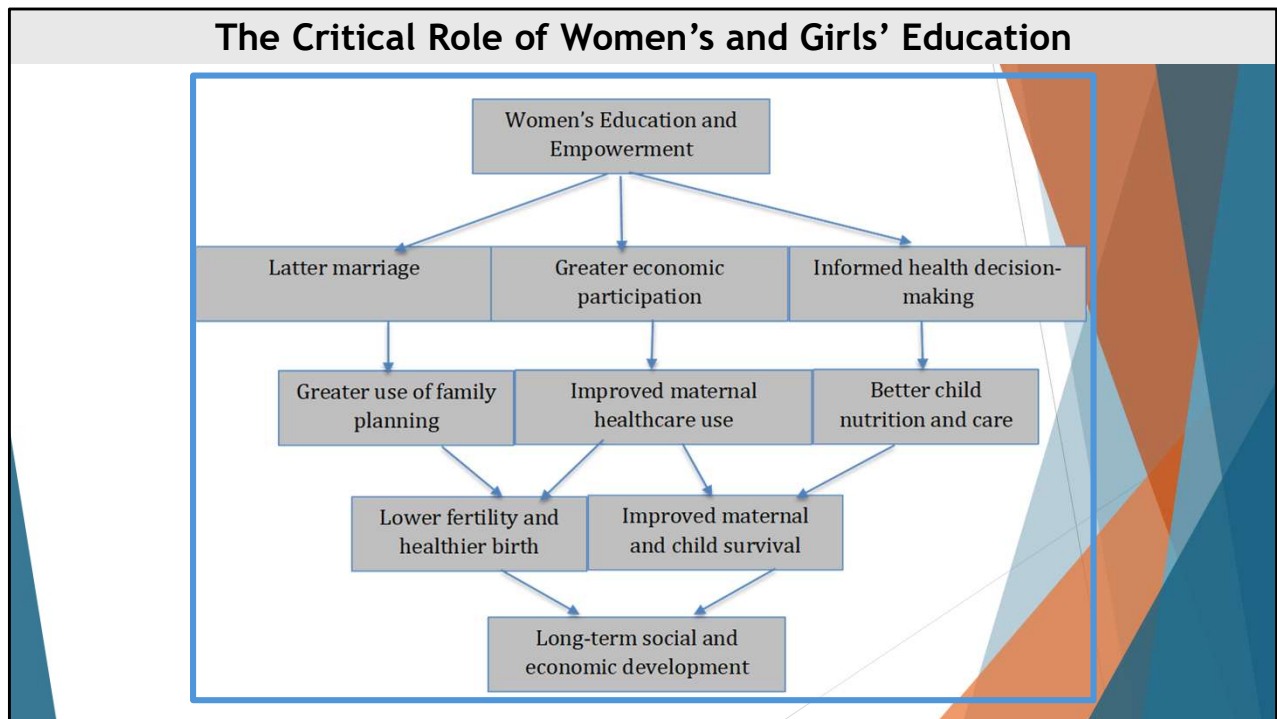 The Critical Role of Women’s and Girls’ Education
Women’s Education and
Empowerment
Latter marriage
Greater economic
participation
Informed health decision-
making
Greater use of family
planning
Improved maternal
healthcare use
Better child
nutrition and care
Lower fertility and
healthier birth
Improved maternal
and child survival
Long-term social and
economic development